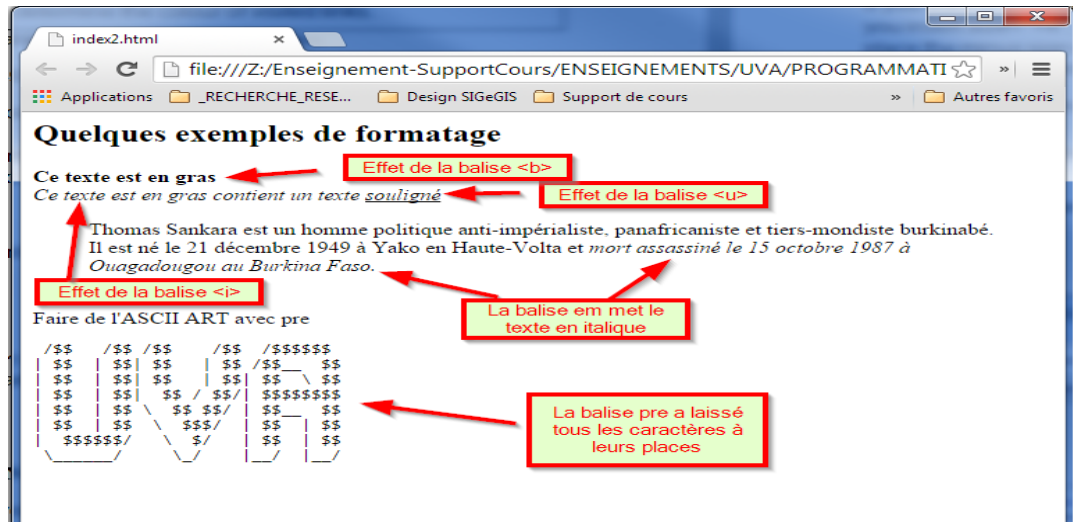 index2.html
file:///Z:/Enseignement-SupportCours/ENSEIGNEMENTS/UVA/PROGRAMMATI
Applications _RECHERCHE_RESE... Design SIGeGIS Support de cours » Autres favoris
Quelques exemples de formatage
Ce texte est en gras
Effet de la balise <b>
Ce texte est en gras contient un texte souligné
Effet de la balise <u>
Thomas Sankara est un homme politique anti-impérialiste, panafricaniste et tiers-mondiste burkinabé.
Il est né le 21 décembre 1949 à Yako en Haute-Volta et mort assassiné le 15 octobre 1987 à
Ouagadougou au Burkina Faso.
Effet de la balise <i>
La balise em met le
texte en italique
Faire de l'ASCII ART avec pre
 /$$   /$$ /$$    /$$  /$$$$$$
| $$  | $$| $$   | $$ /$$__  $$
| $$  | $$| $$   | $$| $$  \ $$
| $$  | $$|  $$ / $$/| $$$$$$$$
| $$  | $$ \  $$ $$/ | $$__  $$
| $$  | $$  \  $$$/  | $$  | $$
|  $$$$$$/   \  $/   | $$  | $$
 \______/     \_/    |__/  |__/
La balise pre a laissé
tous les caractères à
leurs places